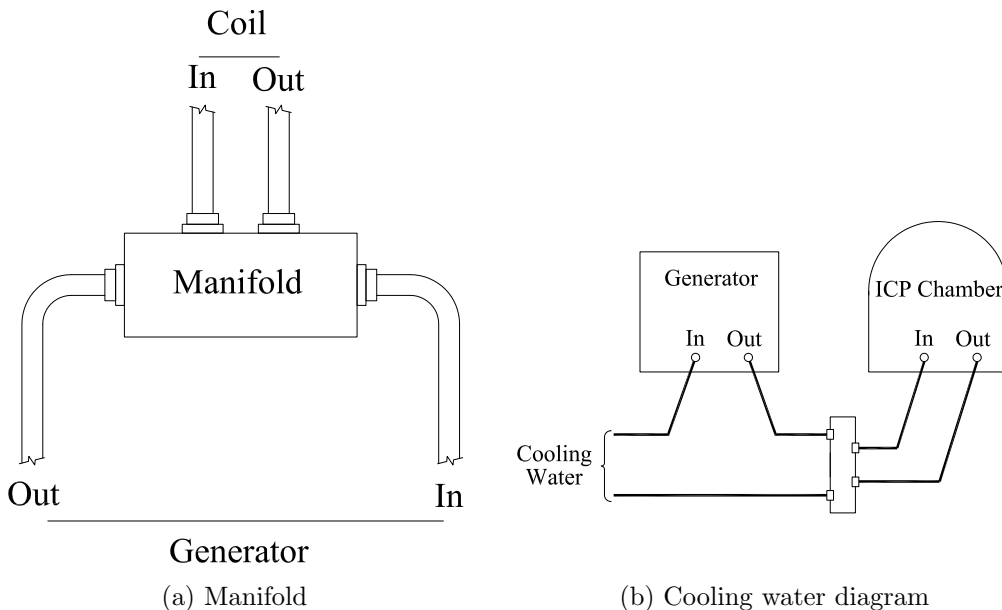 Coil
In Out
Manifold
Out In
Generator
(a) Manifold
Generator
In Out
ICP Chamber
In Out
Cooling
Water
(b) Cooling water diagram